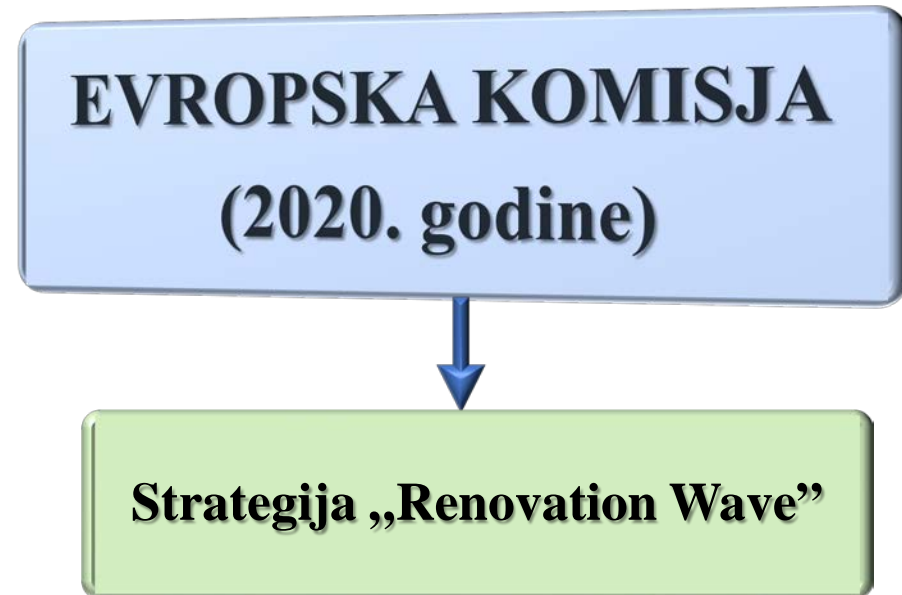 EVROPSKA KOMISJA
(2020. godine)
Strategija „Renovation Wave”